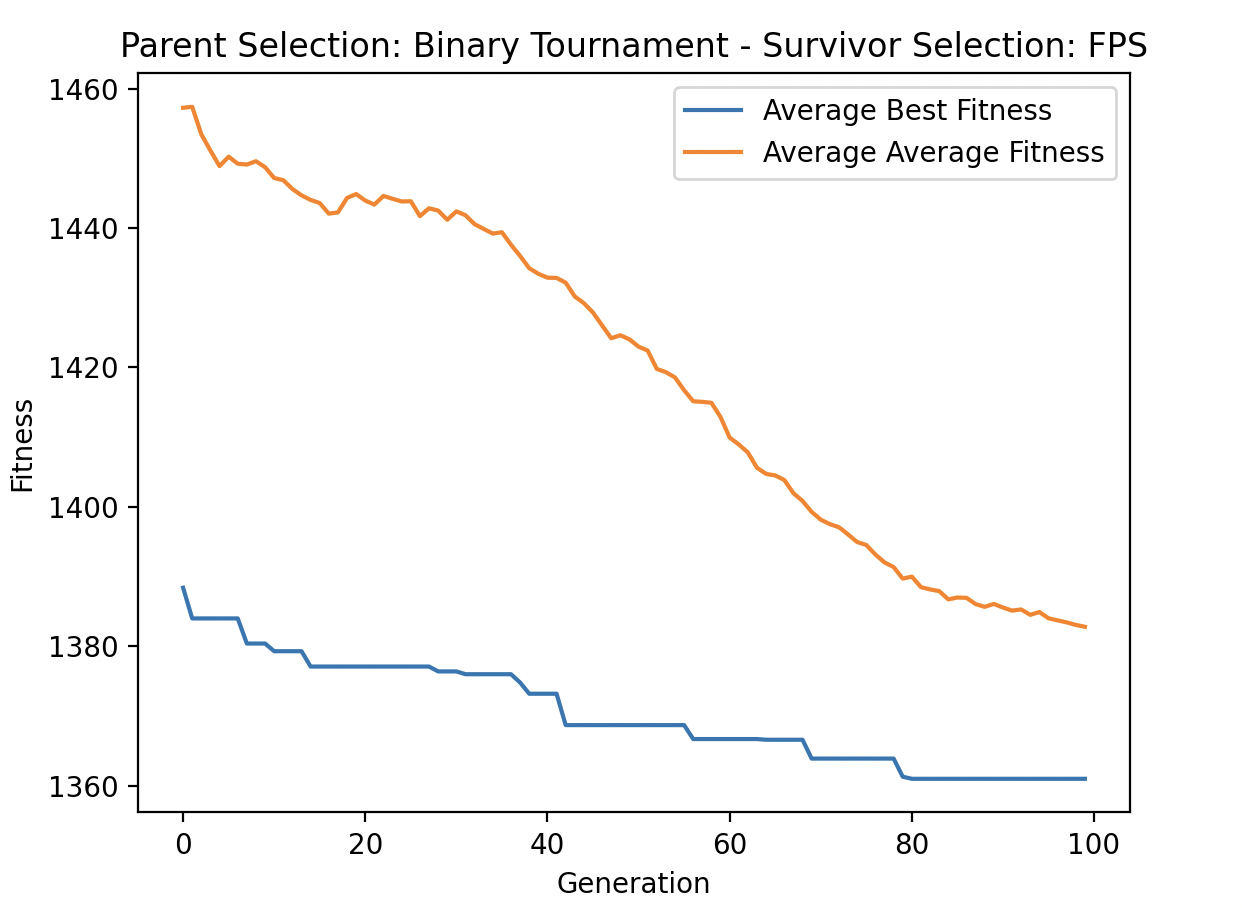 Parent Selection: Binary Tournament - Survivor Selection: FPS
Average Best Fitness
Average Average Fitness
1460
1440
1420
1400
1380
1360
Fitness
0 20 40 60 80 100
Generation